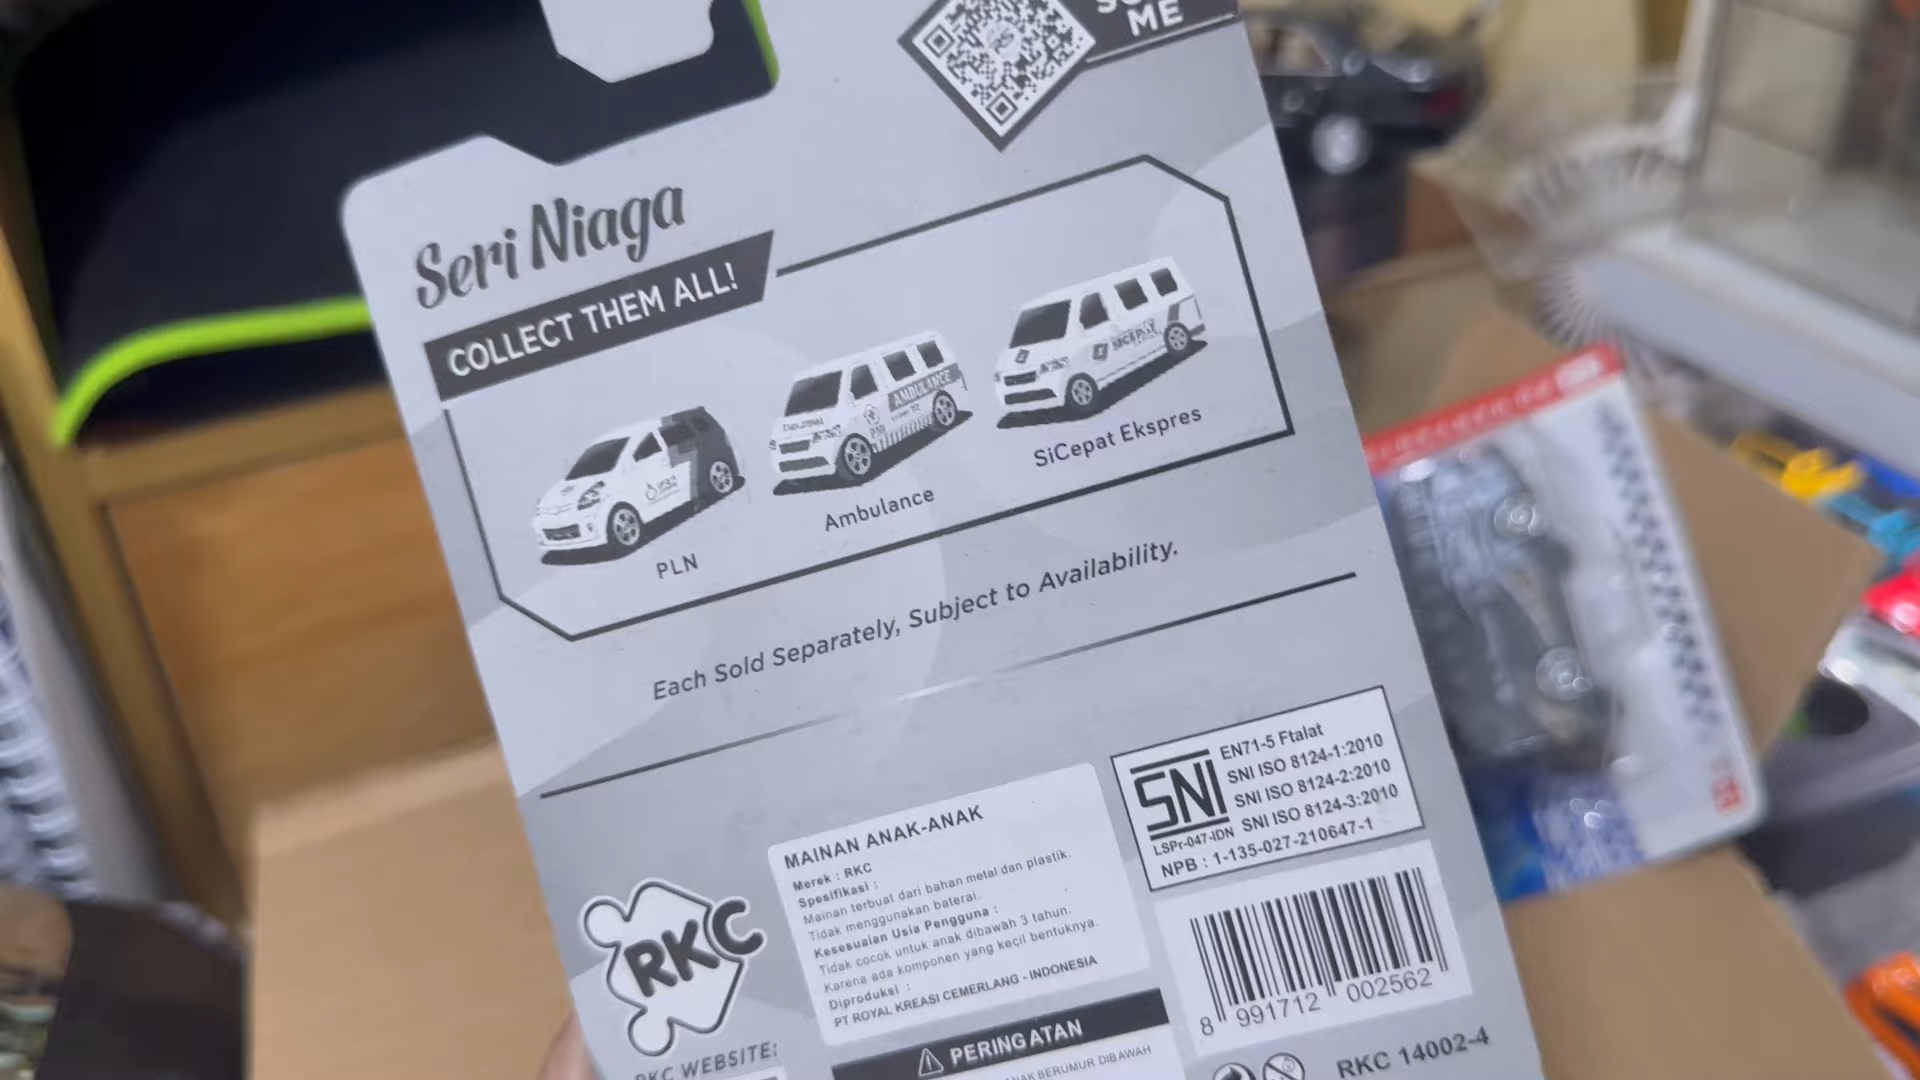 ME
Seri Niaga
COLLECT THEM ALL!
AMBULANCE
SICEPAT
PLN
Ambulance
SiCepat Ekspres
Each Sold Separately, Subject to Availability.
SNI
LSPr-047-IDN
EN71-5 Ftalat
SNI ISO 8124-1:2010
SNI ISO 8124-2:2010
SNI ISO 8124-3:2010
NPB : 1-135-027-210647-1
MAINAN ANAK-ANAK
Merek : RKC
Spesifikasi :
Mainan terbuat dari bahan metal dan plastik.
Tidak menggunakan baterai.
Kesesuaian Usia Pengguna :
Tidak cocok untuk anak dibawah 3 tahun.
Karena ada komponen yang kecil bentuknya.
Diproduksi :
PT ROYAL KREASI CEMERLANG - INDONESIA
RKC
RKC WEBSITE:
PERINGATAN
BERUMUR DIBAWAH
8 991712 002562
RKC 14002-4